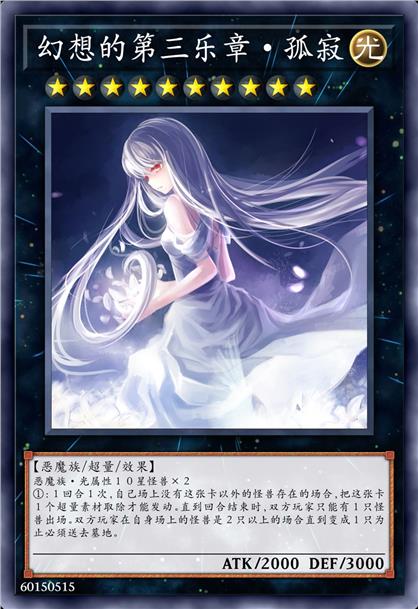 幻想的第三乐章·孤寂 光
【恶魔族/超量/效果】
恶魔族·光属性10星怪兽×2
①:1回合1次,自己场上没有这张卡以外的怪兽存在的场合,把这张卡
1个超量素材取除才能发动。直到回合结束时,双方玩家只能有1只怪
兽出场。双方玩家在自身场上的怪兽是2只以上的场合直到变成1只为
止必须送去墓地。
ATK/2000 DEF/3000
60150515